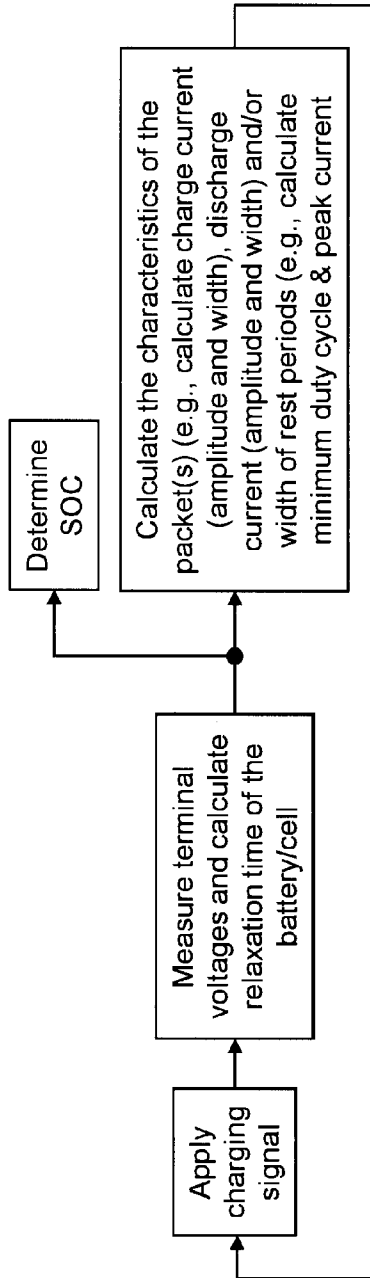 Apply
charging
signal
Measure terminal
voltages and calculate
relaxation time of the
battery/cell
Determine
SOC
Calculate the characteristics of the
packet(s) (e.g., calculate charge current
(amplitude and width), discharge
current (amplitude and width) and/or
width of rest periods (e.g., calculate
minimum duty cycle & peak current